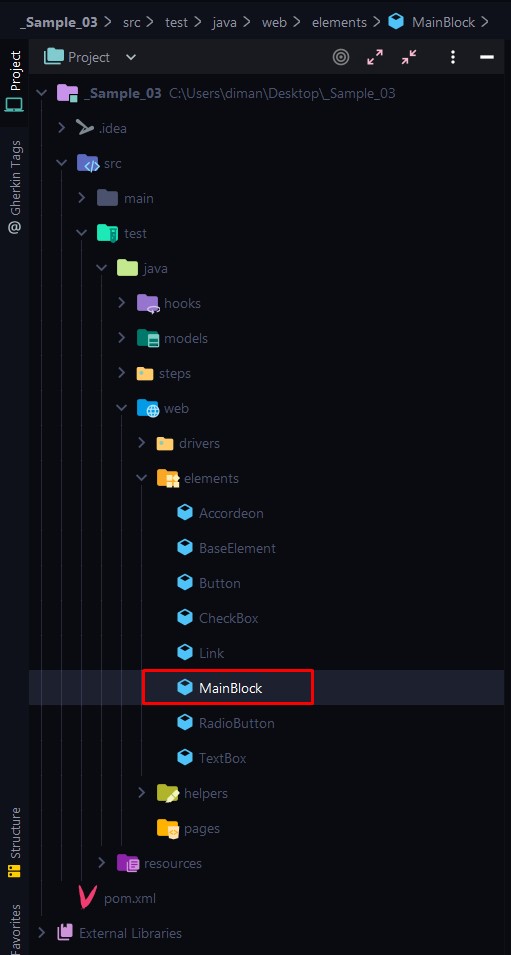 _Sample_03 > src > test > java > web > elements > MainBlock >
Project
Project
_Sample_03 C:\Users\diman\Desktop\_Sample_03
.idea
Gherkin Tags
src
main
test
java
hooks
models
steps
web
drivers
elements
Accordeon
BaseElement
Button
CheckBox
Link
MainBlock
RadioButton
TextBox
helpers
pages
Structure
resources
pom.xml
Favorites
External Libraries